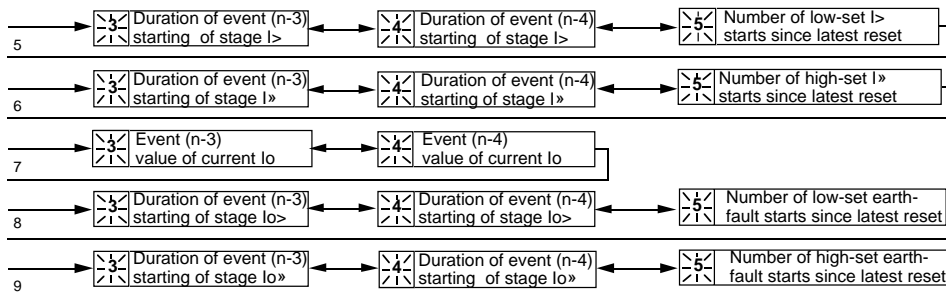 3 Duration of event (n-3) starting of stage I>
4 Duration of event (n-4) starting of stage I>
5 Number of low-set I> starts since latest reset
5
3 Duration of event (n-3) starting of stage I»
4 Duration of event (n-4) starting of stage I»
5 Number of high-set I» starts since latest reset
6
3 Event (n-3) value of current Io
4 Event (n-4) value of current Io
7
3 Duration of event (n-3) starting of stage Io>
4 Duration of event (n-4) starting of stage Io>
5 Number of low-set earth-fault starts since latest reset
8
3 Duration of event (n-3) starting of stage Io»
4 Duration of event (n-4) starting of stage Io»
5 Number of high-set earth-fault starts since latest reset
9